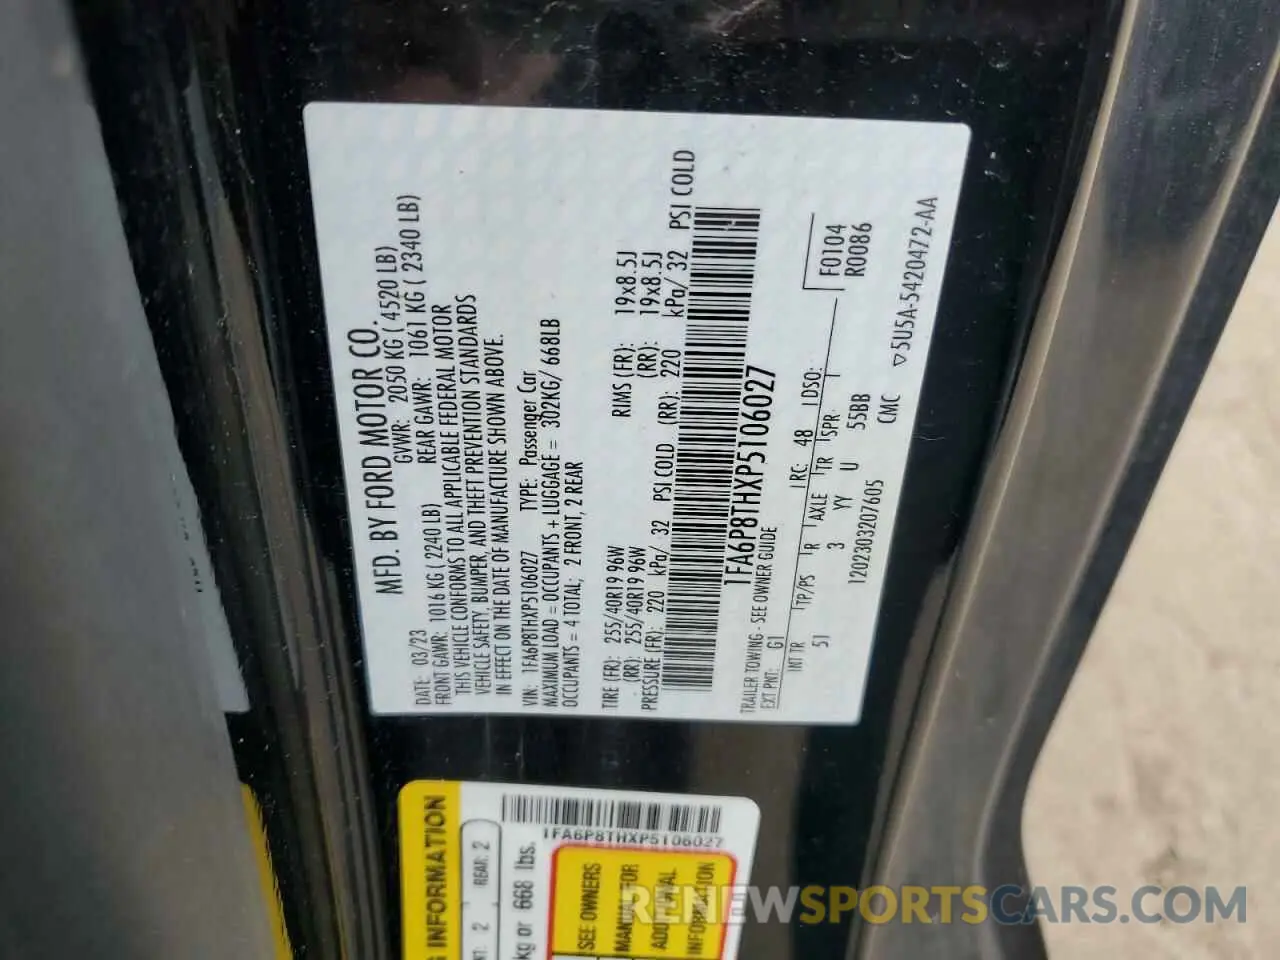 MFD. BY FORD MOTOR CO.
DATE: 03/23 GVWR: 2050 KG ( 4520 LB)
FRONT GAWR: 1016 KG ( 2240 LB) REAR GAWR: 1061 KG ( 2340 LB)
THIS VEHICLE CONFORMS TO ALL APPLICABLE FEDERAL MOTOR
VEHICLE SAFETY, BUMPER, AND THEFT PREVENTION STANDARDS
IN EFFECT ON THE DATE OF MANUFACTURE SHOWN ABOVE.
VIN: 1FA6P8THXP5106027 TYPE: Passenger Car
MAXIMUM LOAD = OCCUPANTS + LUGGAGE = 302KG/ 668LB
OCCUPANTS = 4 TOTAL; 2 FRONT, 2 REAR
TIRE (FR): 255/40R19 96W RIMS (FR): 19x8.5J
(RR): 255/40R19 96W (RR): 19x8.5J
PRESSURE (FR): 220 kPa/ 32 PSI COLD (RR): 220 kPa/ 32 PSI COLD
1FA6P8THXP5106027
TRAILER TOWING - SEE OWNER GUIDE
EXT PNT: G1 RC: 48 DSO: F0104
INT TR TP/PS R AXLE TR SPR R0086
5J 3 YY U 55BB
1202303207605 CMC ▽5U5A-5420472-AA
INFORMATION
2 REAR: 2
kg or 668 lbs.
1FA6P8THXP5106027
SEE OWNERS
MANUAL FOR
ADDITIONAL
INFORMATION
RENEWSPORTSCARS.COM